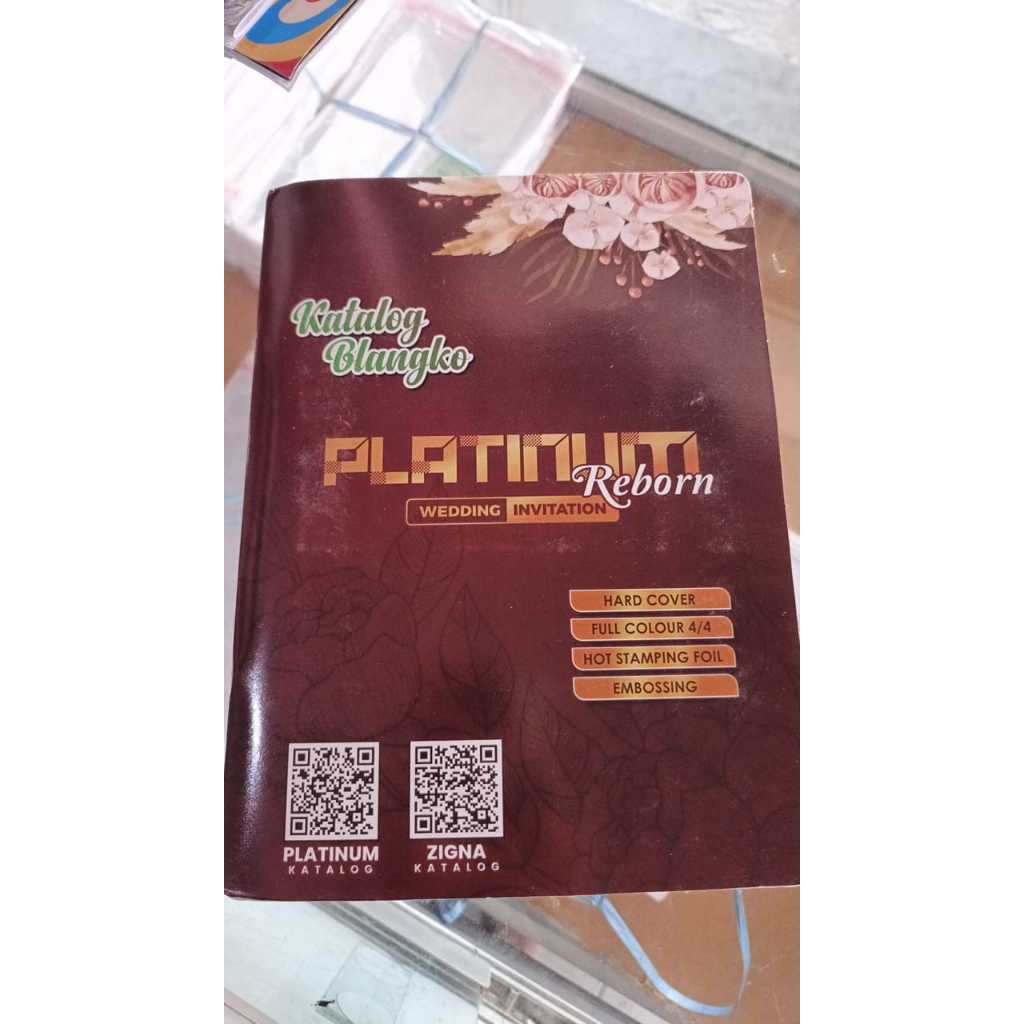 Katalog
Blangko
PLATINUM
Reborn
WEDDING INVITATION
HARD COVER
FULL COLOUR 4/4
HOT STAMPING FOIL
EMBOSSING
PLATINUM
KATALOG
ZIGNA
KATALOG